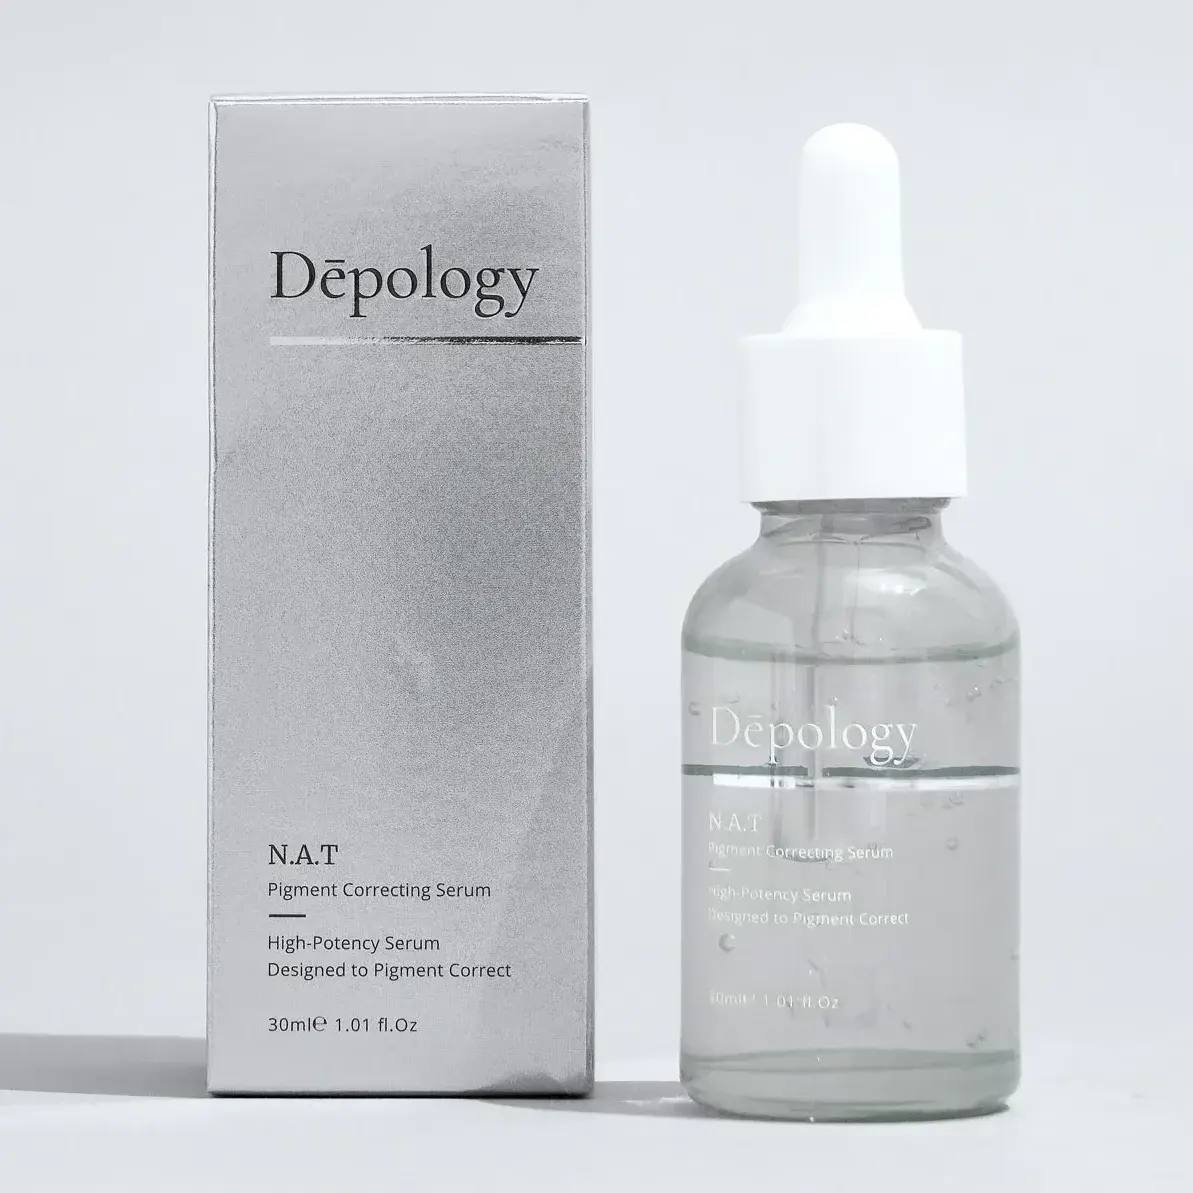 Dēpology
N.A.T
Pigment Correcting Serum
High-Potency Serum
Designed to Pigment Correct
30ml℮ 1.01 fl.Oz
Dēpology
N.A.T
Pigment Correcting Serum
High-Potency Serum
Designed to Pigment Correct
30ml℮ 1.01 fl.Oz